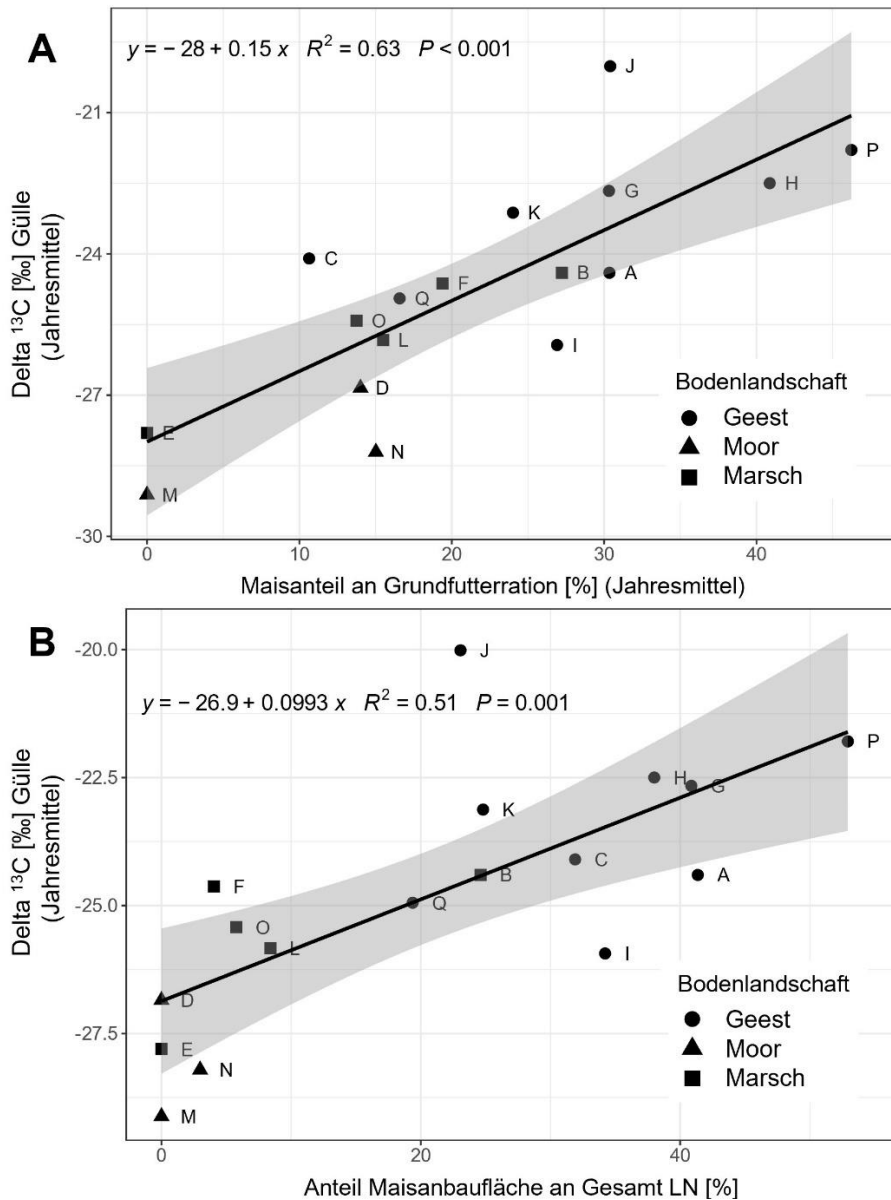 A
y = − 28 + 0.15 x   R² = 0.63   P < 0.001
Delta ¹³C [‰] Gülle
(Jahresmittel)
-21
-24
-27
-30
J
P
H
G
K
C
B
A
F
Q
O
L
I
D
N
E
M
Bodenlandschaft
Geest
Moor
Marsch
0
10
20
30
40
Maisanteil an Grundfutterration [%] (Jahresmittel)
B
y = − 26.9 + 0.0993 x   R² = 0.51   P = 0.001
Delta ¹³C [‰] Gülle
(Jahresmittel)
-20.0
-22.5
-25.0
-27.5
J
P
H
G
K
C
B
A
F
Q
O
L
I
D
E
N
M
Bodenlandschaft
Geest
Moor
Marsch
0
20
40
Anteil Maisanbaufläche an Gesamt LN [%]